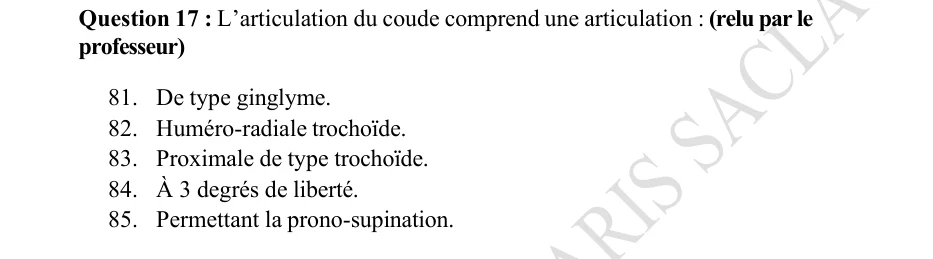 Question 17 : L’articulation du coude comprend une articulation : (relu par le
professeur)
81. De type ginglyme.
82. Huméro-radiale trochoïde.
83. Proximale de type trochoïde.
84. À 3 degrés de liberté.
85. Permettant la prono-supination.
ARIS SACLA